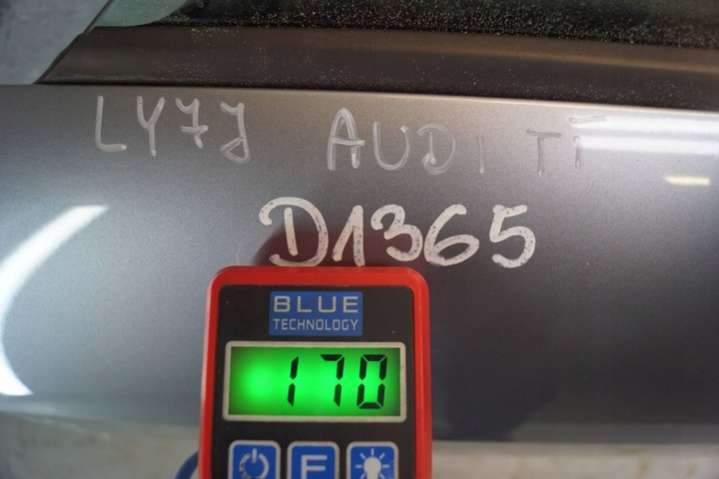 LY7J AUDI TT
D1365
BLUE
TECHNOLOGY
170
F